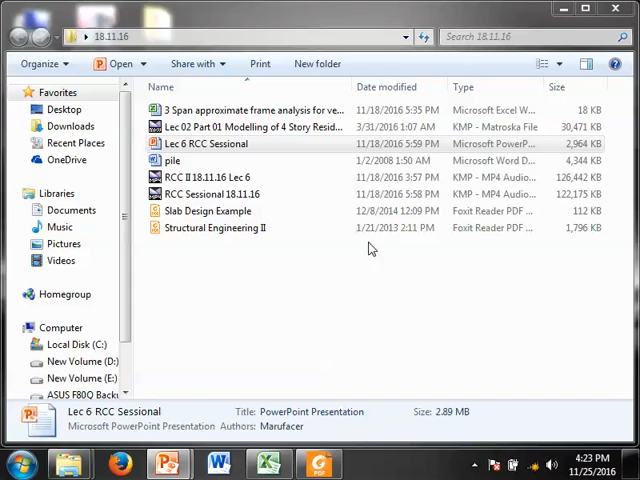 18.11.16
Search 18.11.16
Organize Open Share with Print New folder
Name Date modified Type Size
Favorites
Desktop
Downloads
Recent Places
OneDrive
Libraries
Documents
Music
Pictures
Videos
Homegroup
Computer
Local Disk (C:)
New Volume (D:)
New Volume (E:)
ASUS F80Q Backu
3 Span approximate frame analysis for ve... 11/18/2016 5:35 PM Microsoft Excel W... 18 KB
Lec 02 Part 01 Modelling of 4 Story Resid... 3/31/2016 1:07 AM KMP - Matroska File 30,471 KB
Lec 6 RCC Sessional 11/18/2016 5:59 PM Microsoft PowerP... 2,964 KB
pile 1/2/2008 1:50 AM Microsoft Word D... 4,344 KB
RCC II 18.11.16 Lec 6 11/18/2016 3:57 PM KMP - MP4 Audio... 126,442 KB
RCC Sessional 18.11.16 11/18/2016 5:58 PM KMP - MP4 Audio... 122,175 KB
Slab Design Example 12/8/2014 12:09 PM Foxit Reader PDF ... 112 KB
Structural Engineering II 1/21/2013 2:11 PM Foxit Reader PDF ... 1,796 KB
Lec 6 RCC Sessional Title: PowerPoint Presentation Size: 2.89 MB
Microsoft PowerPoint Presentation Authors: Marufacer
4:23 PM
11/25/2016